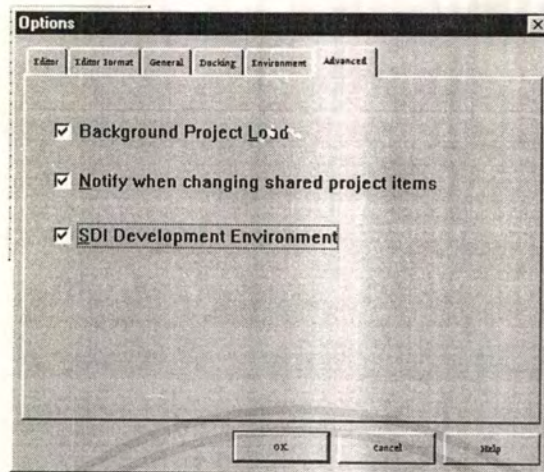 Options
Editor Editor Format General Docking Environment Advanced
Background Project Load
Notify when changing shared project items
SDI Development Environment
OK Cancel Help